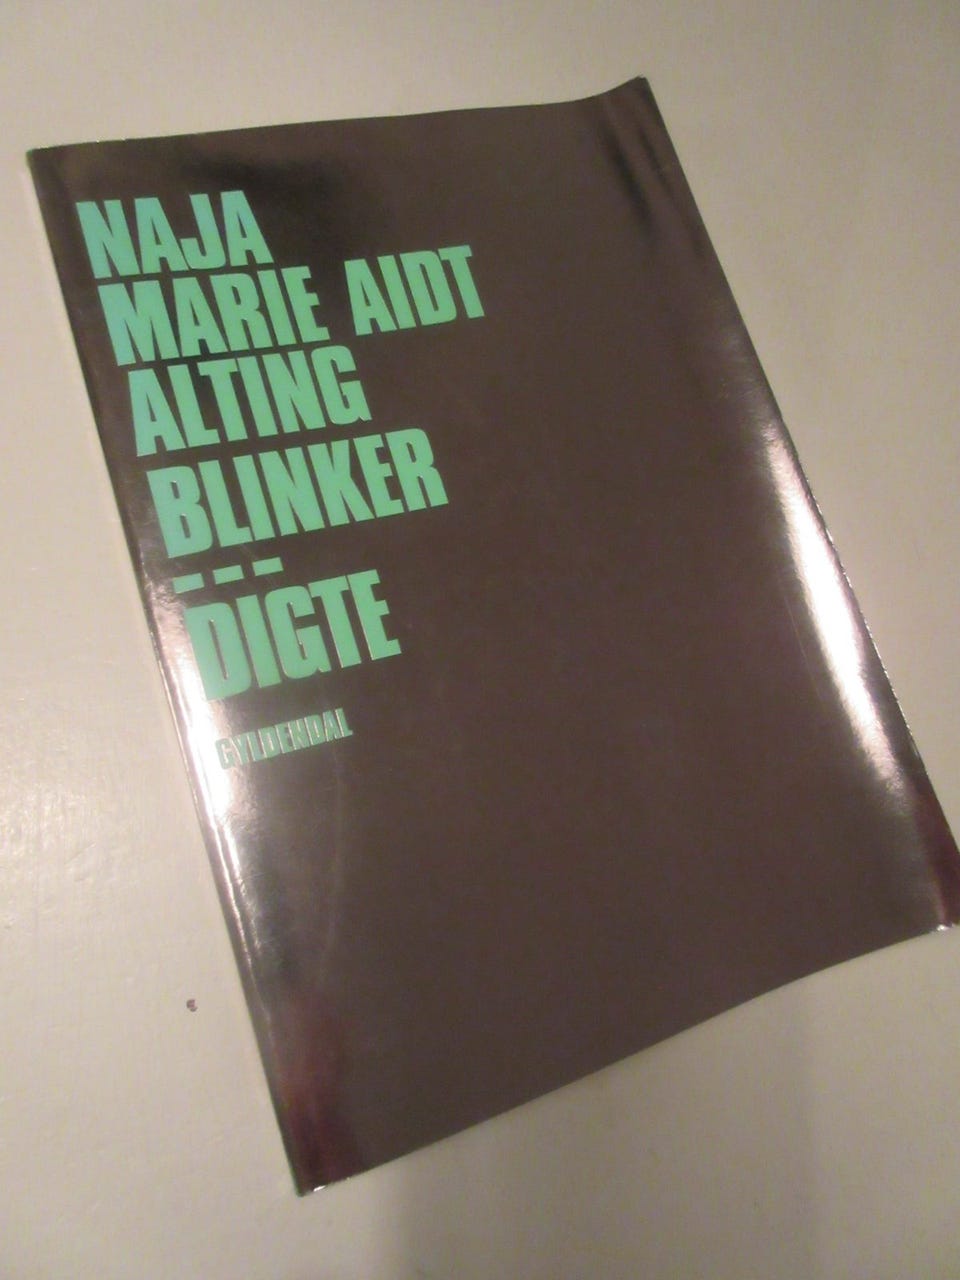 NAJA
MARIE AIDT
ALTING
BLINKER
---
DIGTE
GYLDENDAL